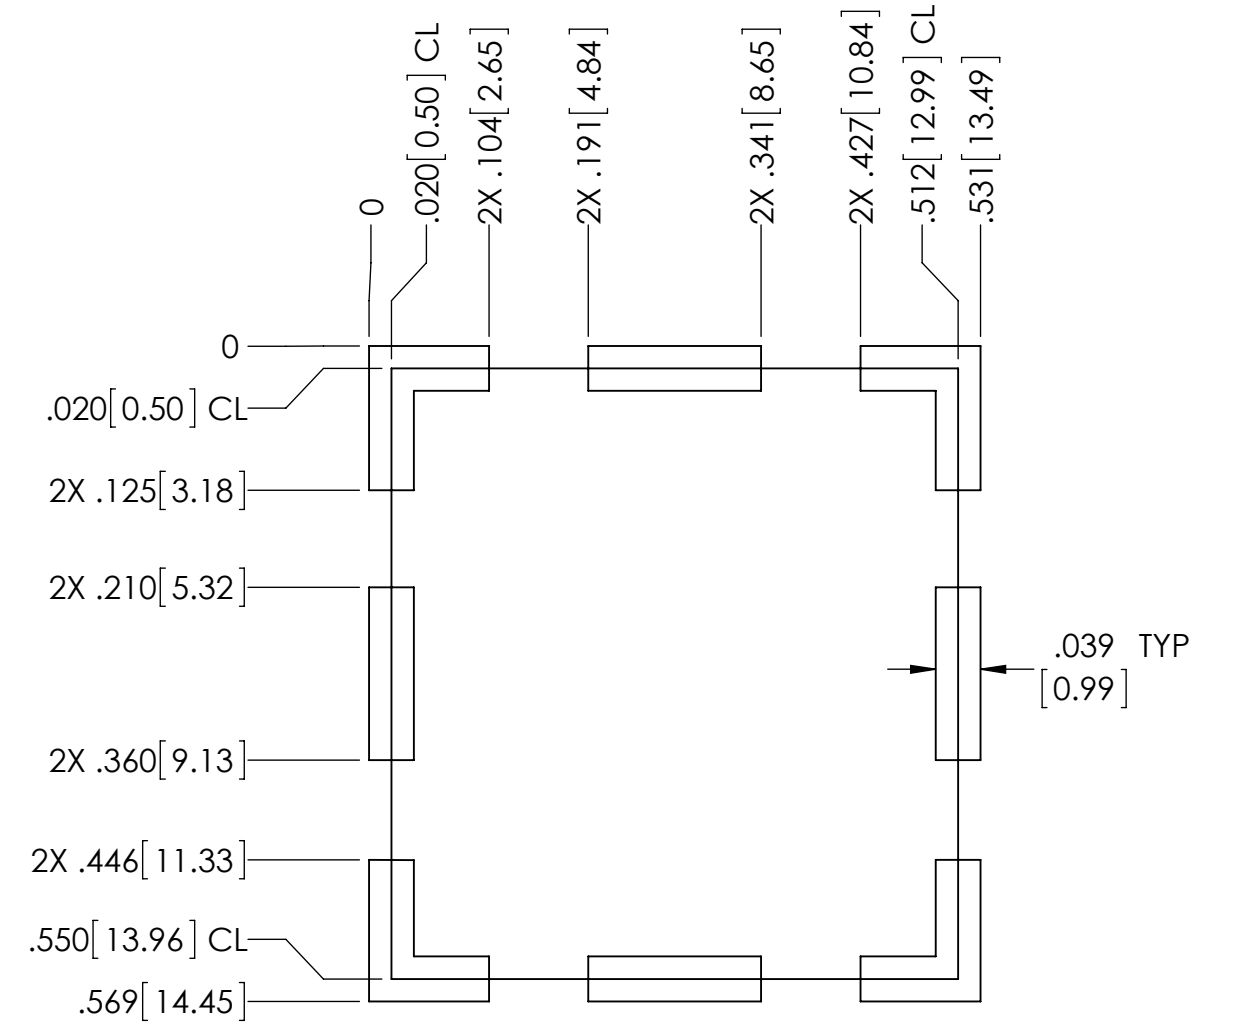 0
.020[0.50] CL
2X .104[2.65]
2X .191[4.84]
2X .341[8.65]
2X .427[10.84]
.512[12.99] CL
.531[13.49]
0
.020[0.50] CL
2X .125[3.18]
2X .210[5.32]
2X .360[9.13]
2X .446[11.33]
.550[13.96] CL
.569[14.45]
.039 TYP
[0.99]